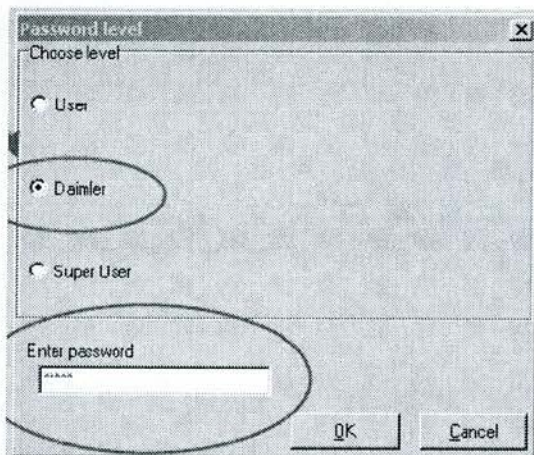 Password level
Choose level
User
Daimler
Super User
Enter password
*****
OK
Cancel